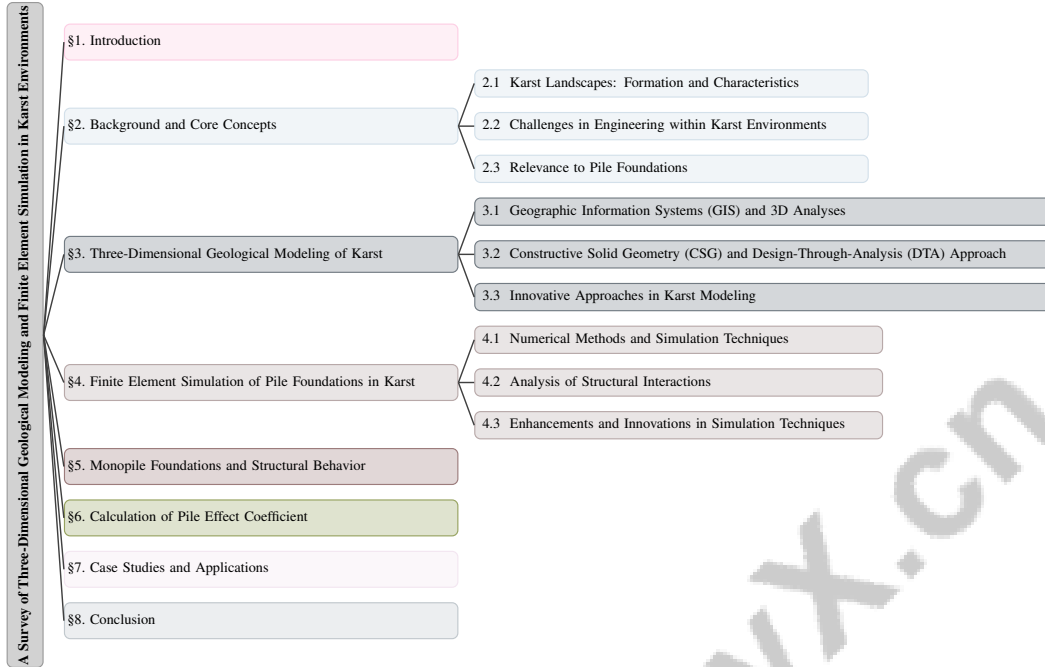 A Survey of Three-Dimensional Geological Modeling and Finite Element Simulation in Karst Environments
§1. Introduction
§2. Background and Core Concepts
2.1 Karst Landscapes: Formation and Characteristics
2.2 Challenges in Engineering within Karst Environments
2.3 Relevance to Pile Foundations
§3. Three-Dimensional Geological Modeling of Karst
3.1 Geographic Information Systems (GIS) and 3D Analyses
3.2 Constructive Solid Geometry (CSG) and Design-Through-Analysis (DTA) Approach
3.3 Innovative Approaches in Karst Modeling
§4. Finite Element Simulation of Pile Foundations in Karst
4.1 Numerical Methods and Simulation Techniques
4.2 Analysis of Structural Interactions
4.3 Enhancements and Innovations in Simulation Techniques
§5. Monopile Foundations and Structural Behavior
§6. Calculation of Pile Effect Coefficient
§7. Case Studies and Applications
§8. Conclusion
vx.cn